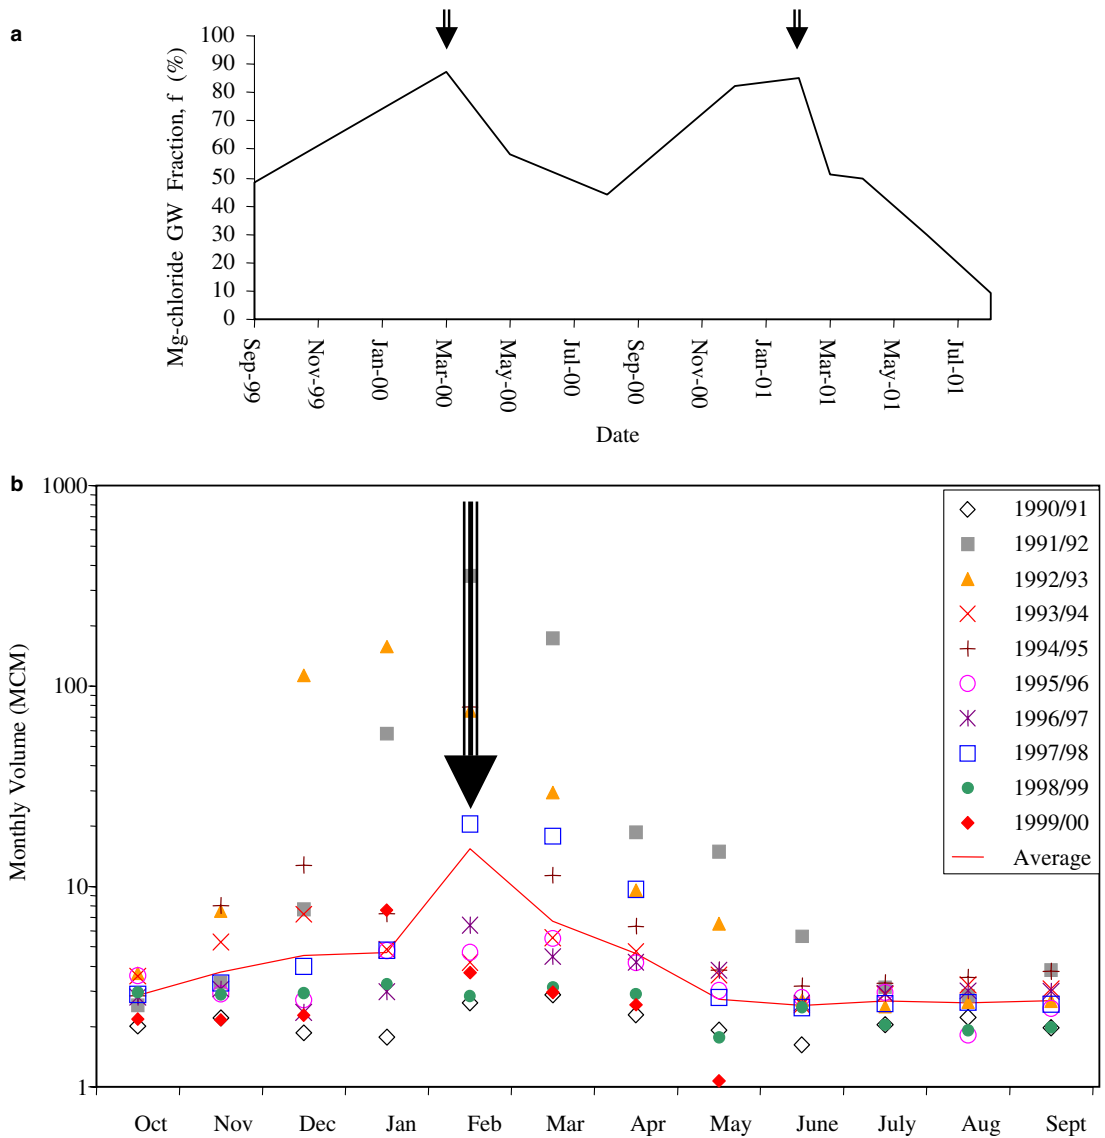 a
Mg-chloride GW Fraction, f (%)
100
90
80
70
60
50
40
30
20
10
0
Sep-99
Nov-99
Jan-00
Mar-00
May-00
Jul-00
Sep-00
Nov-00
Jan-01
Mar-01
May-01
Jul-01
Date
b
Monthly Volume (MCM)
1000
100
10
1
Oct
Nov
Dec
Jan
Feb
Mar
Apr
May
June
July
Aug
Sept
1990/91
1991/92
1992/93
1993/94
1994/95
1995/96
1996/97
1997/98
1998/99
1999/00
Average